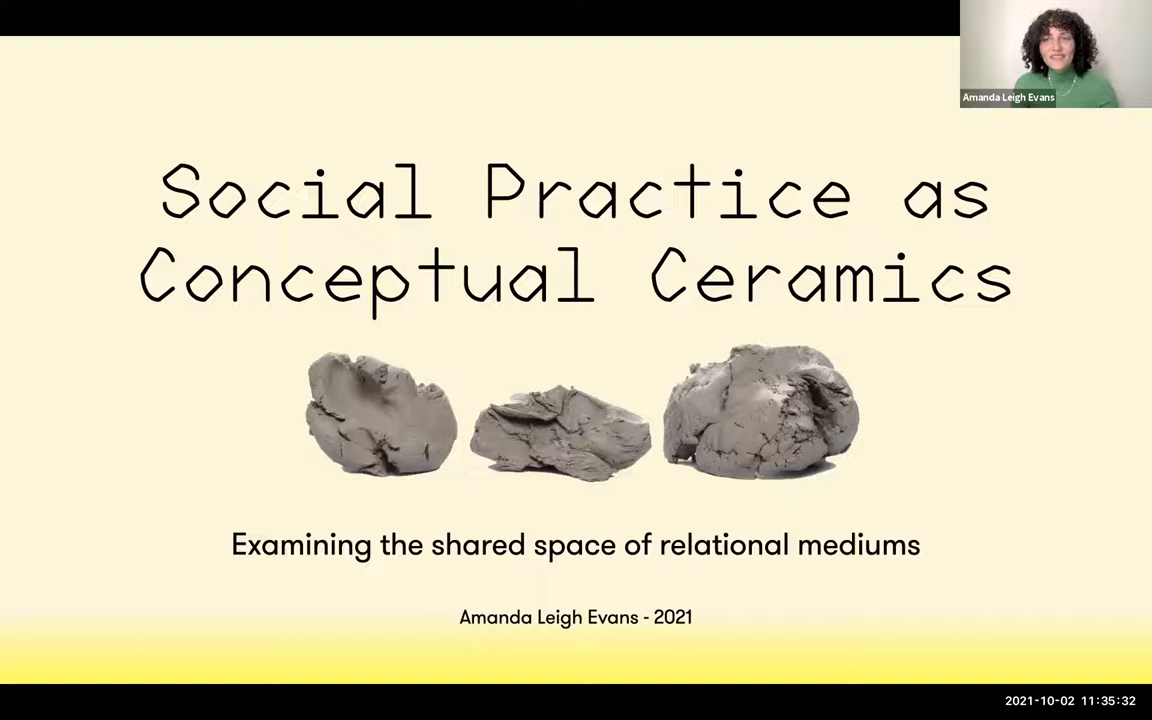 Amanda Leigh Evans
Social Practice as
Conceptual Ceramics
Examining the shared space of relational mediums
Amanda Leigh Evans - 2021
2021-10-02 11:35:32